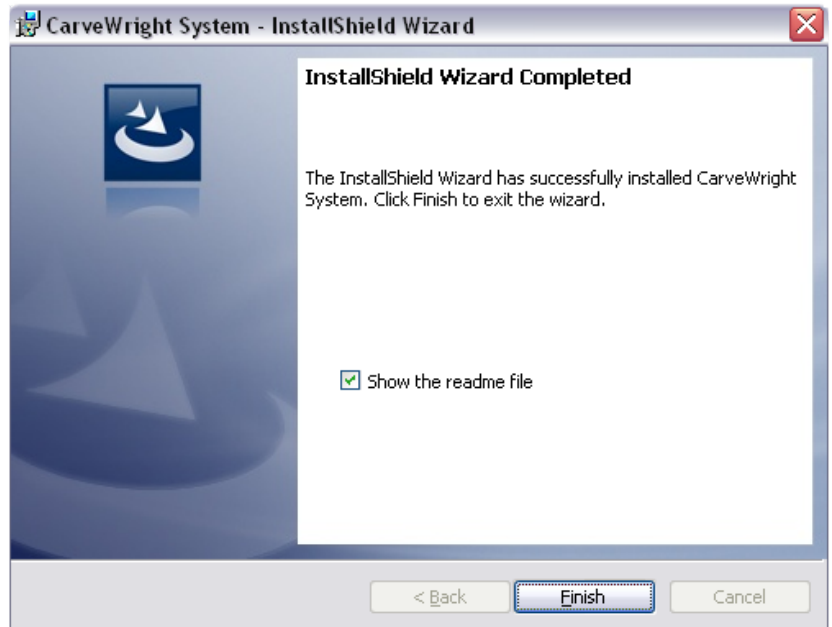 CarveWright System - InstallShield Wizard
InstallShield Wizard Completed
The InstallShield Wizard has successfully installed CarveWright
System. Click Finish to exit the wizard.
Show the readme file
< Back
Finish
Cancel